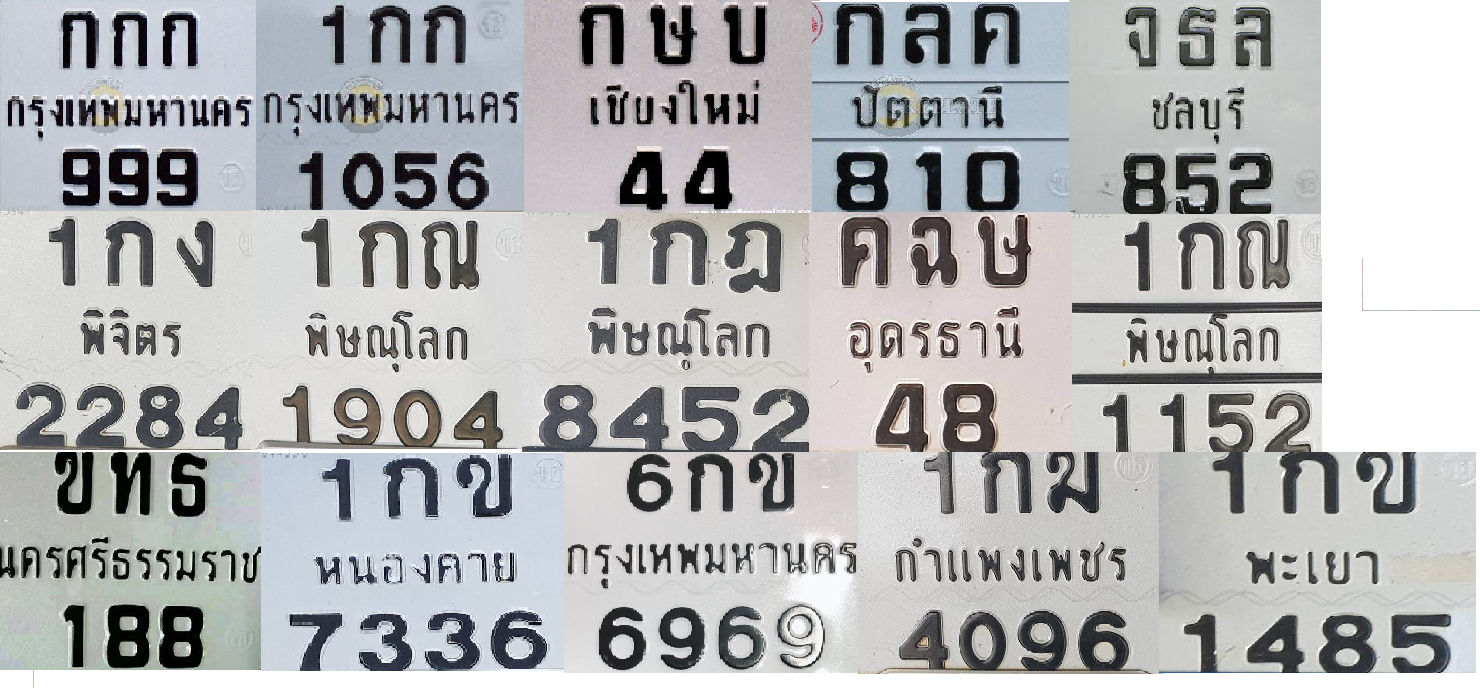 กกก
กรุงเทพมหานคร
999
1กก
กรุงเทพมหานคร
1056
กษบ
เชียงใหม่
44
กลค
ปัตตานี
810
จธล
ชลบุรี
852
1กง
พิจิตร
2284
1กณ
พิษณุโลก
1904
1กฎ
พิษณุโลก
8452
คฉษ
อุดรธานี
48
1กณ
พิษณุโลก
1152
ขทธ
นครศรีธรรมราช
188
1กข
หนองคาย
7336
6กข
กรุงเทพมหานคร
6969
1กฆ
กำแพงเพชร
4096
1กข
พะเยา
1485